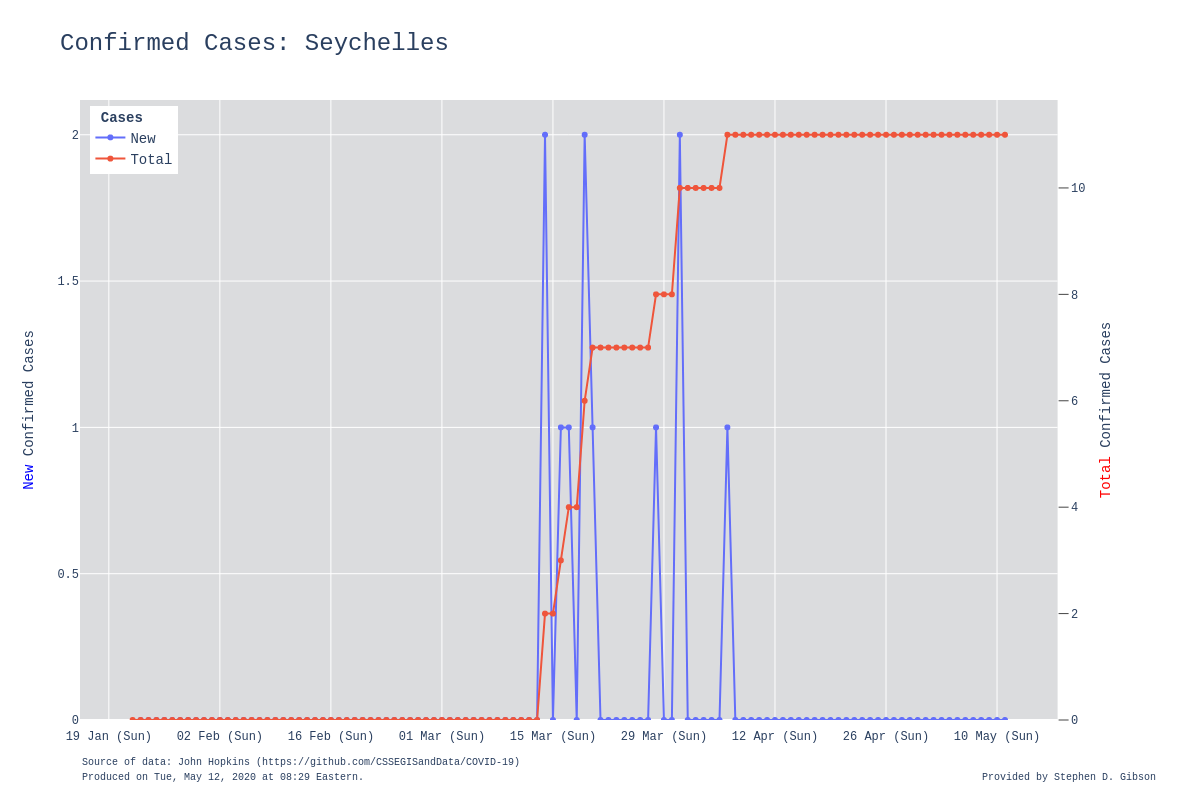 Confirmed Cases: Seychelles
Cases
New
Total
2
1.5
1
0.5
0
10
8
6
4
2
0
New Confirmed Cases
Total Confirmed Cases
19 Jan (Sun) 02 Feb (Sun) 16 Feb (Sun) 01 Mar (Sun) 15 Mar (Sun) 29 Mar (Sun) 12 Apr (Sun) 26 Apr (Sun) 10 May (Sun)
Source of data: John Hopkins (https://github.com/CSSEGISandData/COVID-19)
Produced on Tue, May 12, 2020 at 08:29 Eastern.
Provided by Stephen D. Gibson